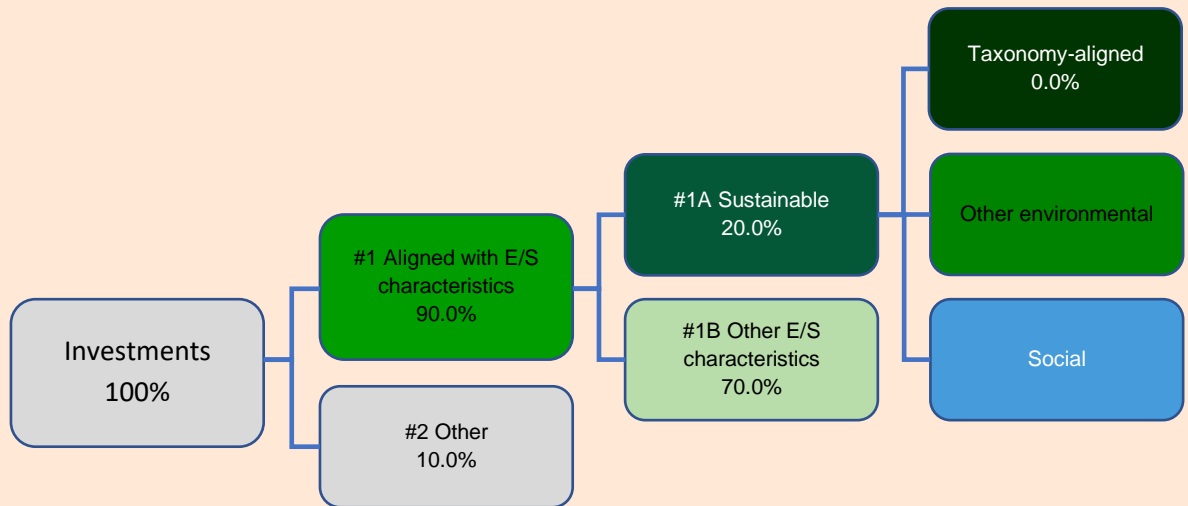 Investments
100%
#1 Aligned with E/S
characteristics
90.0%
#2 Other
10.0%
#1A Sustainable
20.0%
#1B Other E/S
characteristics
70.0%
Taxonomy-aligned
0.0%
Other environmental
Social